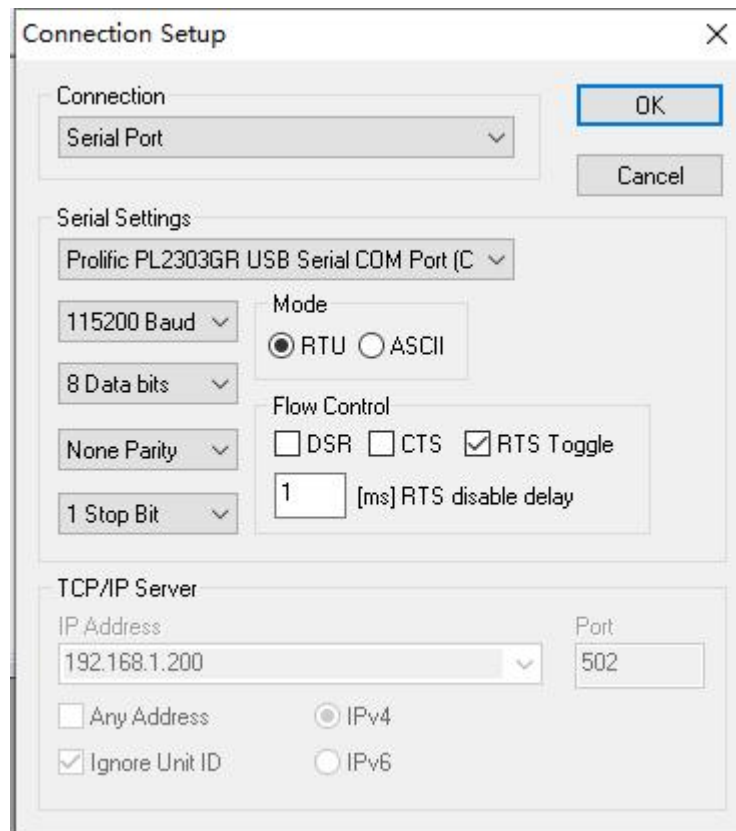 Connection Setup
Connection
OK
Serial Port
Cancel
Serial Settings
Prolific PL2303GR USB Serial COM Port (C
115200 Baud
Mode
RTU ASCII
8 Data bits
Flow Control
DSR CTS RTS Toggle
None Parity
1 [ms] RTS disable delay
1 Stop Bit
TCP/IP Server
IP Address Port
192.168.1.200 502
Any Address IPv4
Ignore Unit ID IPv6